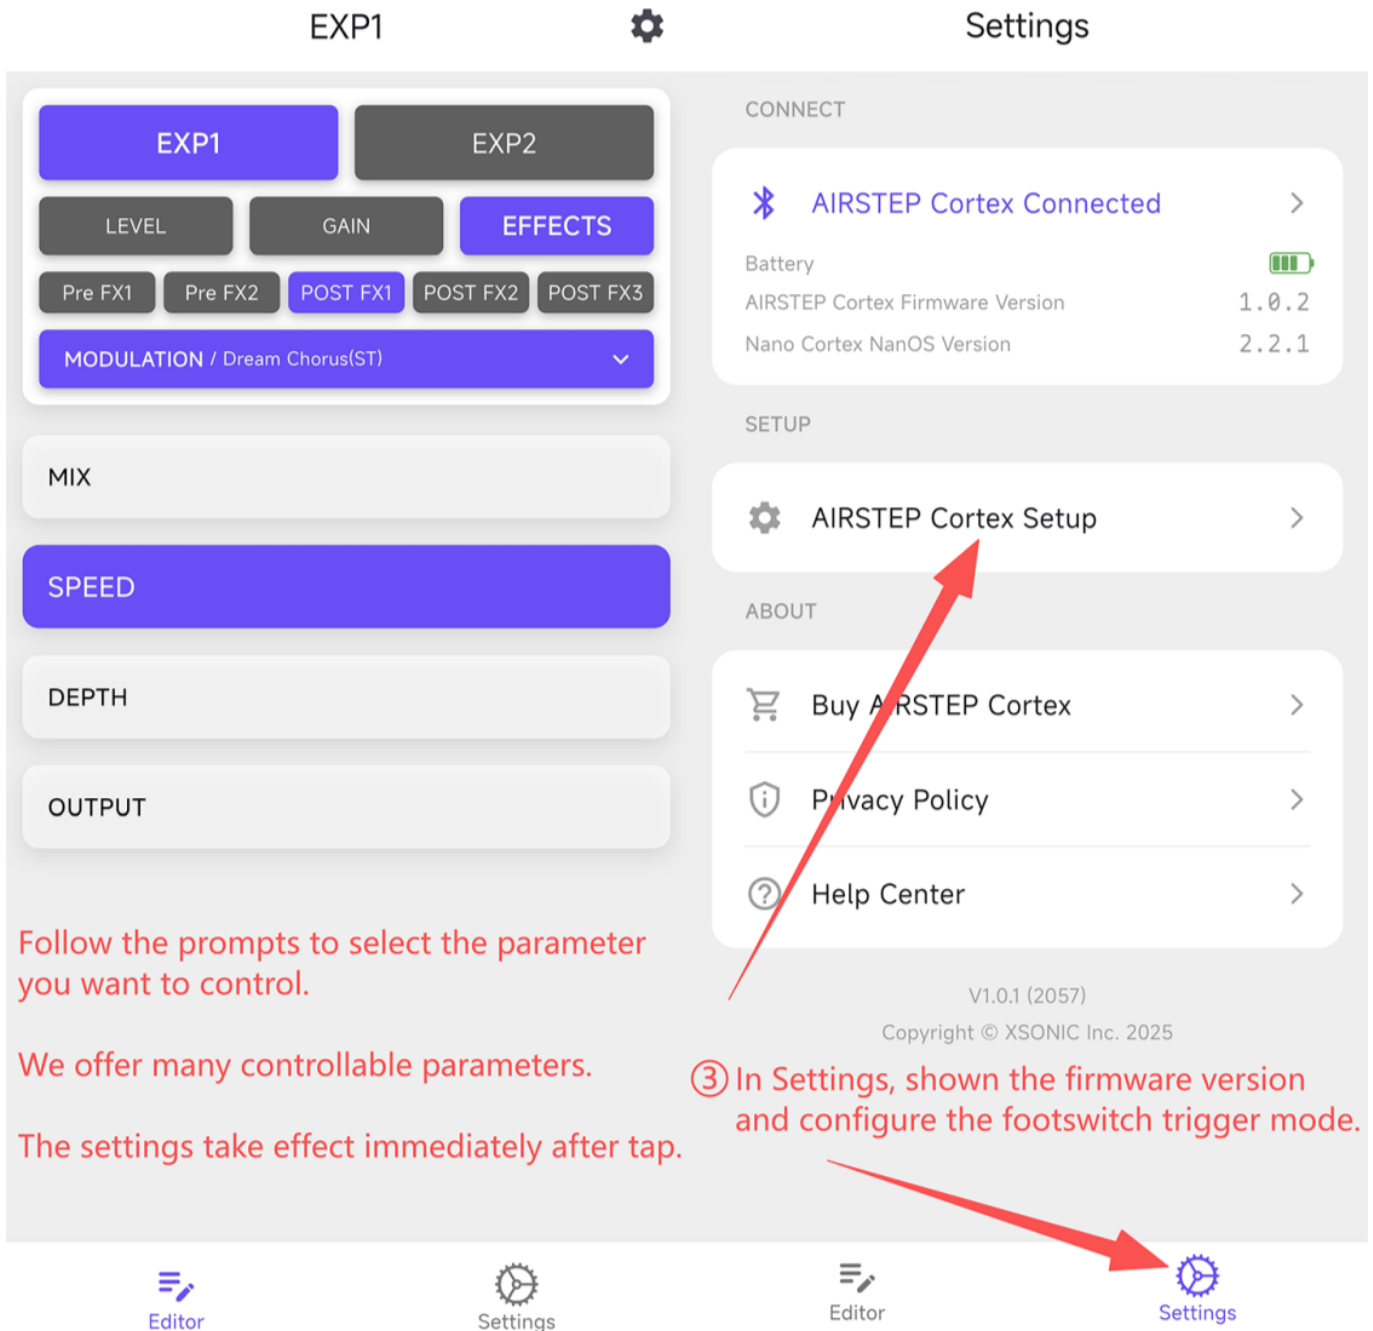 EXP1
EXP1 EXP2
LEVEL GAIN EFFECTS
Pre FX1 Pre FX2 POST FX1 POST FX2 POST FX3
MODULATION / Dream Chorus(ST)
MIX
SPEED
DEPTH
OUTPUT
Follow the prompts to select the parameter
you want to control.
We offer many controllable parameters.
The settings take effect immediately after tap.
Editor Settings
Settings
CONNECT
AIRSTEP Cortex Connected
Battery
AIRSTEP Cortex Firmware Version 1.0.2
Nano Cortex NanOS Version 2.2.1
SETUP
AIRSTEP Cortex Setup
ABOUT
Buy AIRSTEP Cortex
Privacy Policy
Help Center
V1.0.1 (2057)
Copyright © XSONIC Inc. 2025
③ In Settings, shown the firmware version
and configure the footswitch trigger mode.
Editor Settings